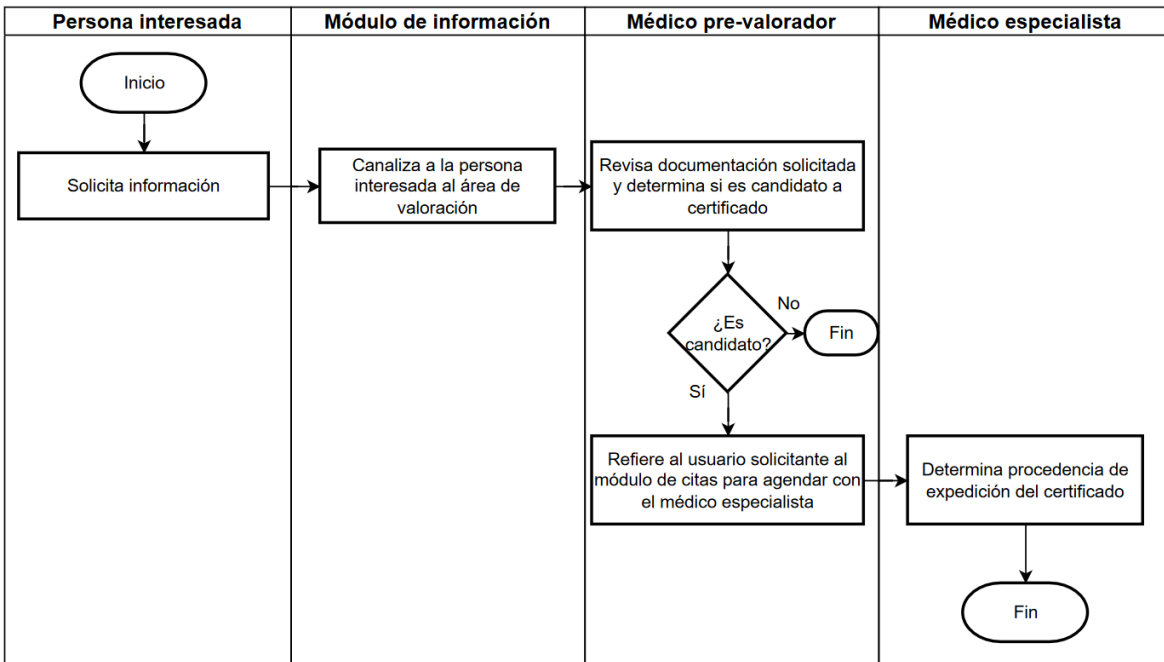 Persona interesada
Módulo de información
Médico pre-valorador
Médico especialista
Inicio
Solicita información
Canaliza a la persona
interesada al área de
valoración
Revisa documentación solicitada
y determina si es candidato a
certificado
¿Es
candidato?
No
Fin
Sí
Refiere al usuario solicitante al
módulo de citas para agendar con
el médico especialista
Determina procedencia de
expedición del certificado
Fin